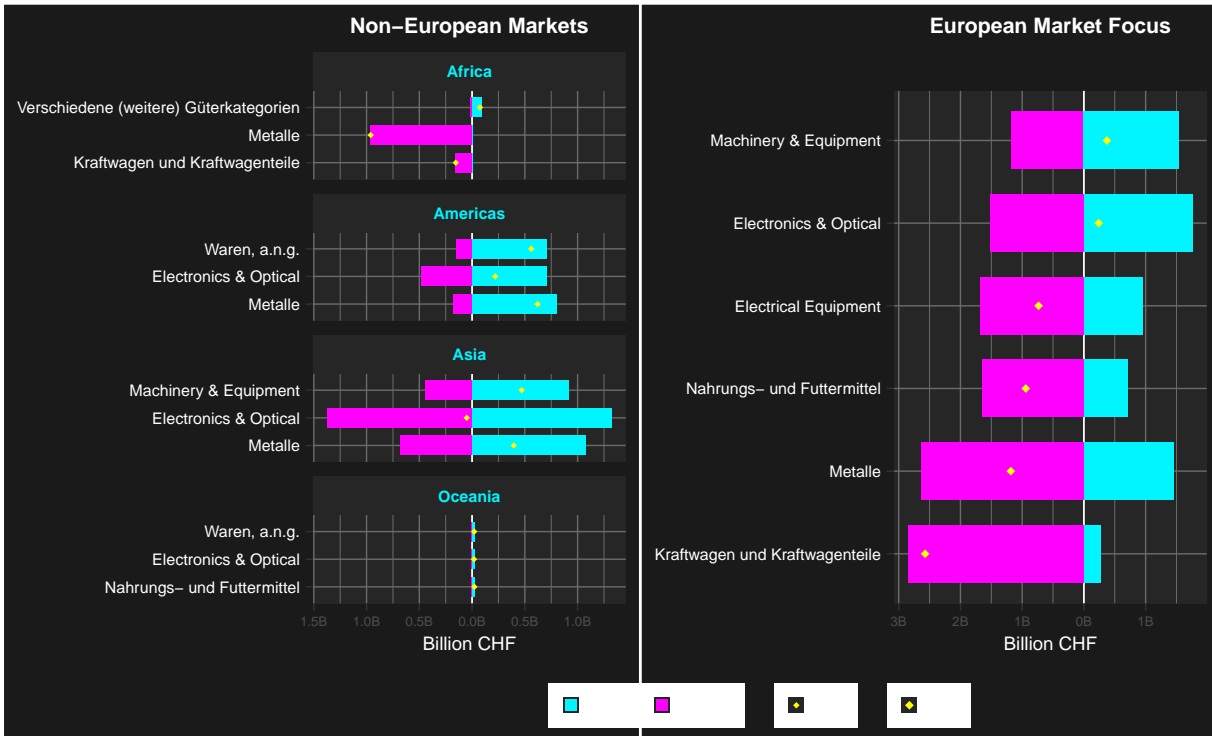 Non−European Markets
Africa
Verschiedene (weitere) Güterkategorien
Metalle
Kraftwagen und Kraftwagenteile
Americas
Waren, a.n.g.
Electronics & Optical
Metalle
Asia
Machinery & Equipment
Electronics & Optical
Metalle
Oceania
Waren, a.n.g.
Electronics & Optical
Nahrungs− und Futtermittel
1.5B 1.0B 0.5B 0.0B 0.5B 1.0B
Billion CHF
European Market Focus
Machinery & Equipment
Electronics & Optical
Electrical Equipment
Nahrungs− und Futtermittel
Metalle
Kraftwagen und Kraftwagenteile
3B 2B 1B 0B 1B
Billion CHF